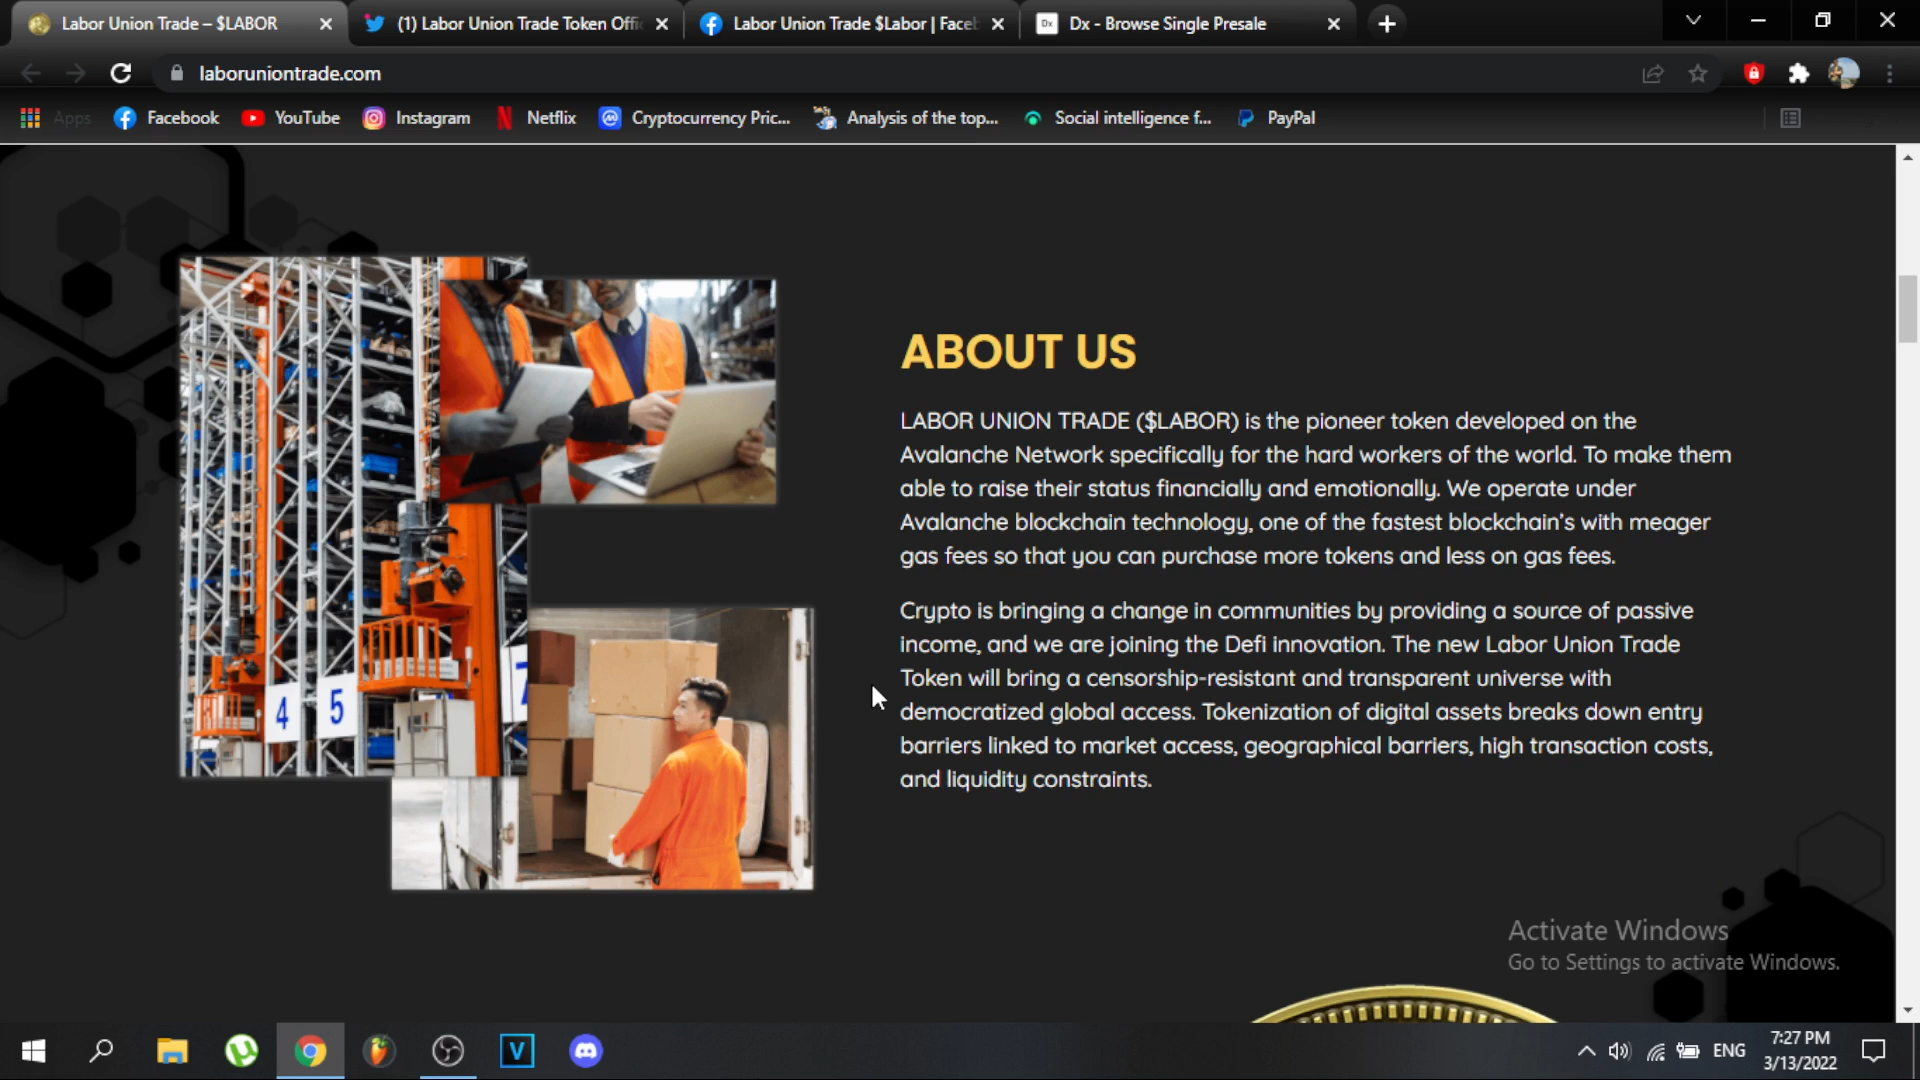 Labor Union Trade – $LABOR
(1) Labor Union Trade Token Offic
Labor Union Trade $Labor | Faceb
Dx
Dx - Browse Single Presale
laboruniontrade.com
Apps
Facebook
YouTube
Instagram
Netflix
Cryptocurrency Pric...
Analysis of the top...
Social intelligence f...
PayPal
ABOUT US
LABOR UNION TRADE ($LABOR) is the pioneer token developed on the
Avalanche Network specifically for the hard workers of the world. To make them
able to raise their status financially and emotionally. We operate under
Avalanche blockchain technology, one of the fastest blockchain’s with meager
gas fees so that you can purchase more tokens and less on gas fees.
Crypto is bringing a change in communities by providing a source of passive
income, and we are joining the Defi innovation. The new Labor Union Trade
Token will bring a censorship-resistant and transparent universe with
democratized global access. Tokenization of digital assets breaks down entry
barriers linked to market access, geographical barriers, high transaction costs,
and liquidity constraints.
4
5
7
Activate Windows
Go to Settings to activate Windows.
V
ENG
7:27 PM
3/13/2022